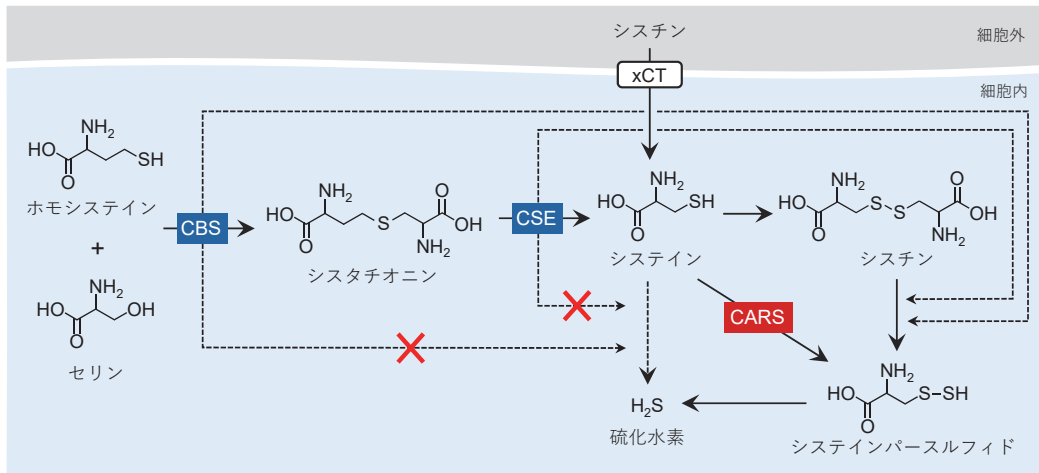 シスチン
細胞外
xCT
細胞内
NH2
HO
O
SH
ホモシステイン
+
NH2
HO
O
OH
セリン
CBS
NH2
HO
O
S
O
OH
NH2
シスタチオニン
CSE
NH2
HO
O
SH
システイン
NH2
HO
O
S-S
O
OH
NH2
シスチン
CARS
H2S
硫化水素
NH2
HO
O
S-SH
システインパースルフィド